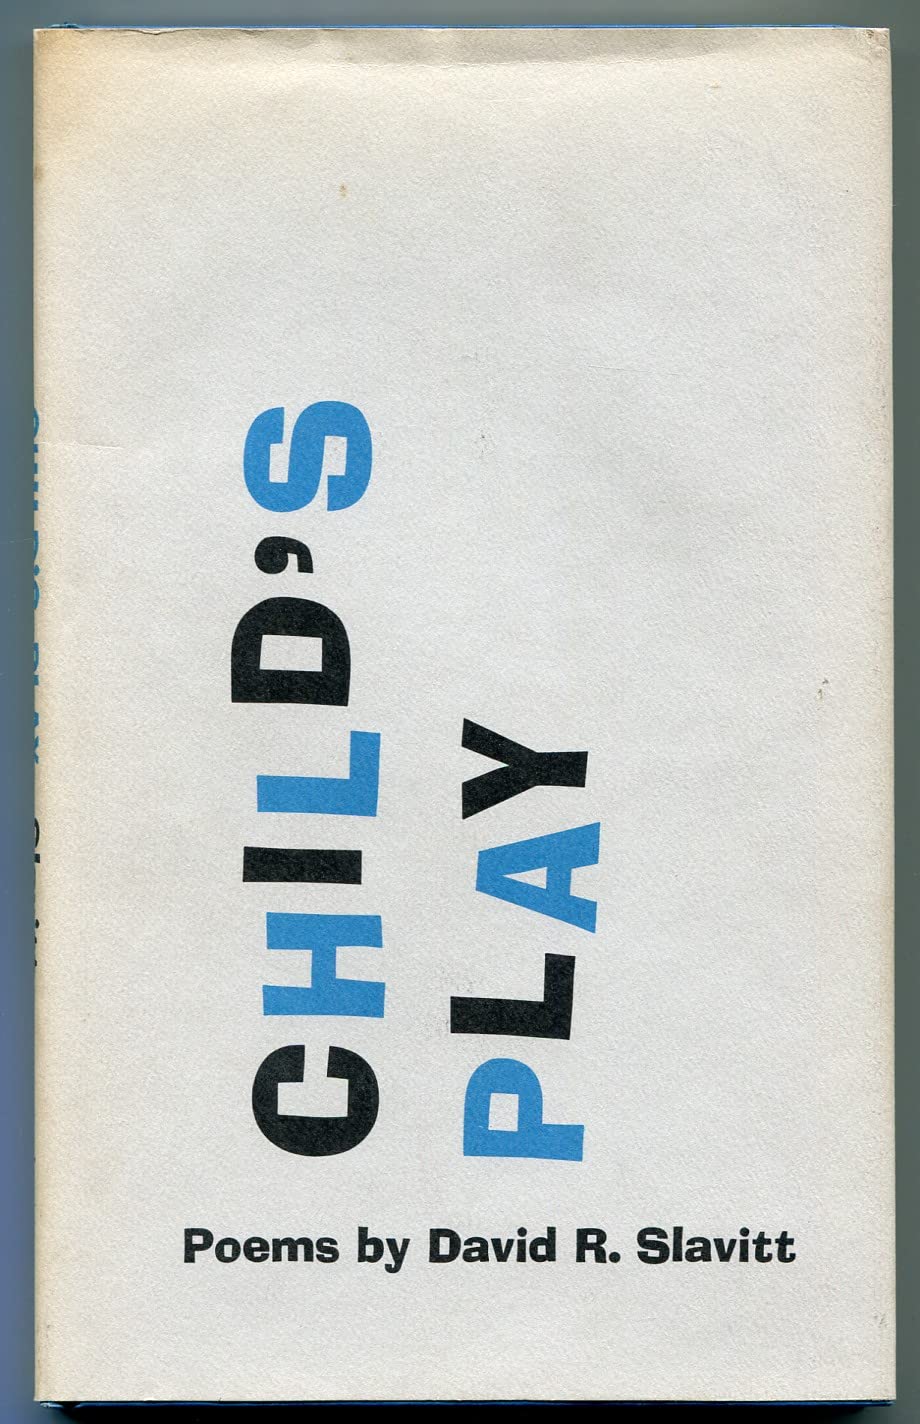 CHILD'S
PLAY
Poems by David R. Slavitt